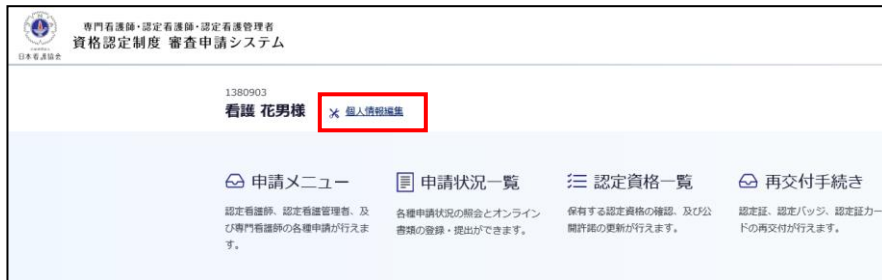 専門看護師・認定看護師・認定看護管理者
資格認定制度 審査申請システム
日本看護協会
1380903
看護 花男様 個人情報編集
申請メニュー
認定看護師、認定看護管理者、及
び専門看護師の各種申請が行えま
す。
申請状況一覧
各種申請状況の照会とオンライン
書類の登録・提出ができます。
認定資格一覧
保有する認定資格の確認、及び公
開許諾の更新が行えます。
再交付手続き
認定証、認定バッジ、認定証カー
ドの再交付が行えます。